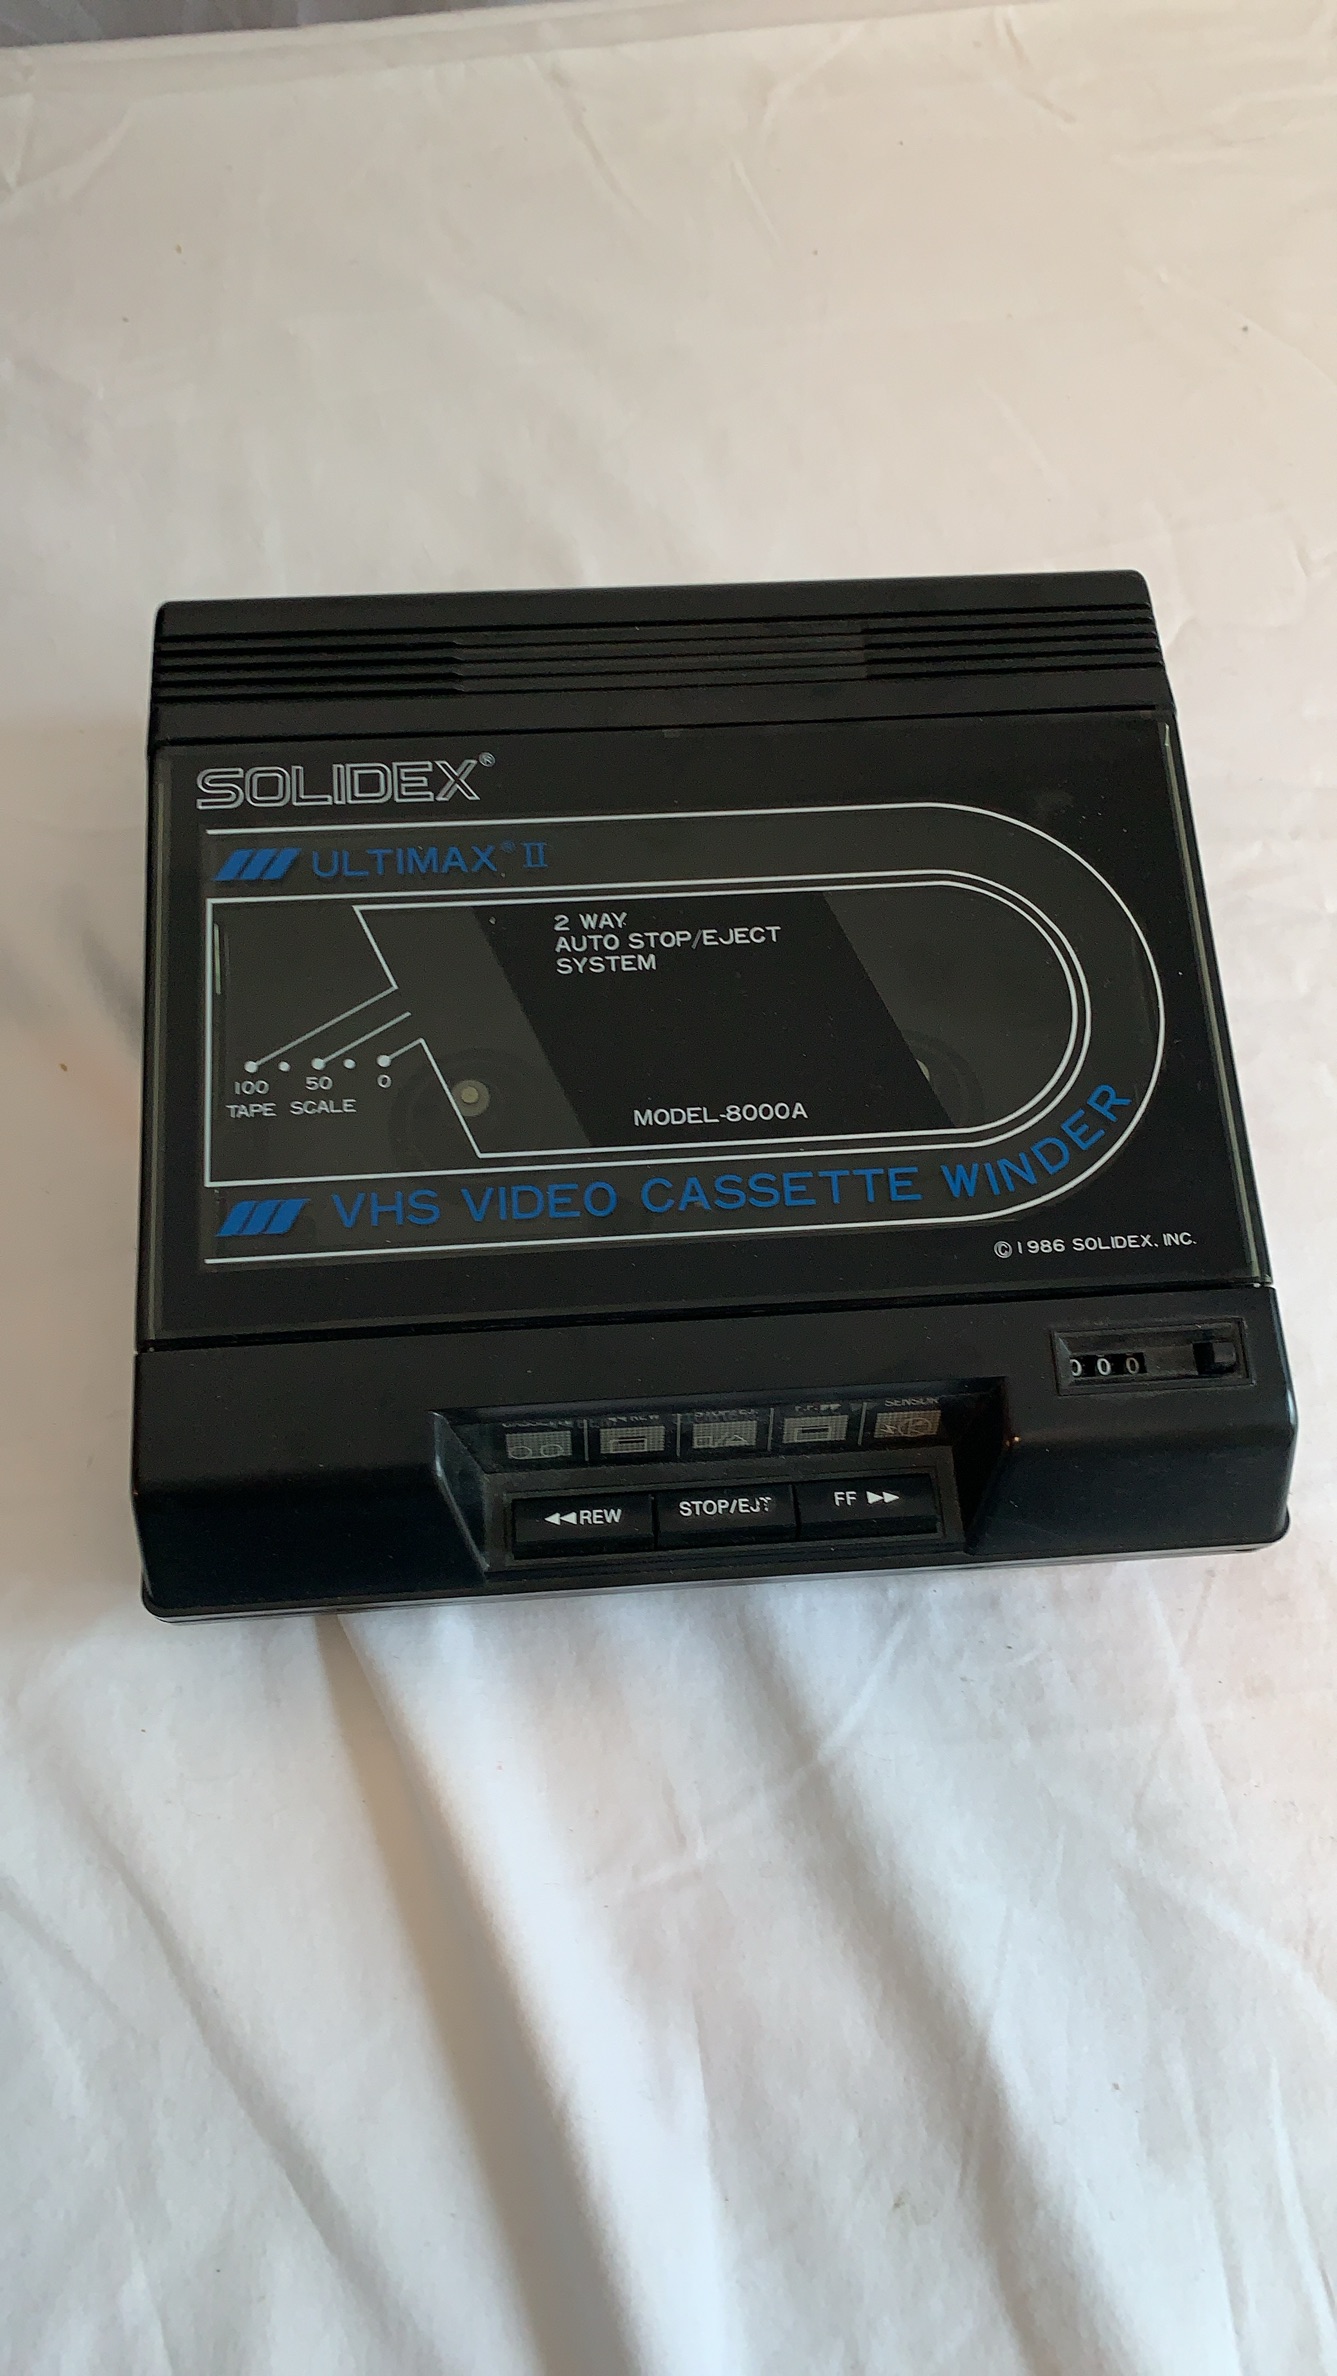 SOLIDEX®
ULTIMAX® II
2 WAY
AUTO STOP/EJECT
SYSTEM
100 50 0
TAPE SCALE
MODEL-8000A
VHS VIDEO CASSETTE WINDER
©1986 SOLIDEX, INC.
000
REW F.F.▶▶ SENSOR
◀◀REW STOP/EJT FF ▶▶